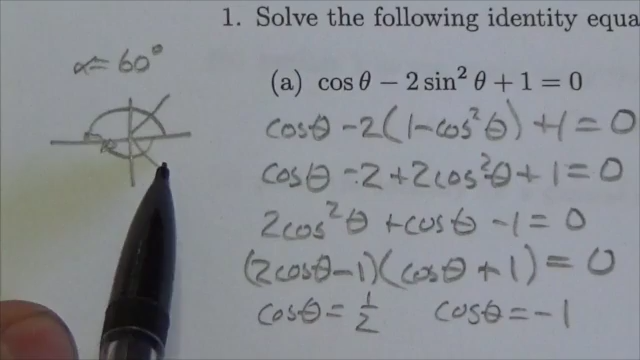 1. Solve the following identity equa
α = 60°
(a) cos θ − 2 sin² θ + 1 = 0
cosθ - 2(1-cos²θ) + 1 = 0
cosθ - 2 + 2cos²θ + 1 = 0
2cos²θ + cosθ - 1 = 0
(2cosθ - 1)(cosθ + 1) = 0
cosθ = 1/2 cosθ = -1